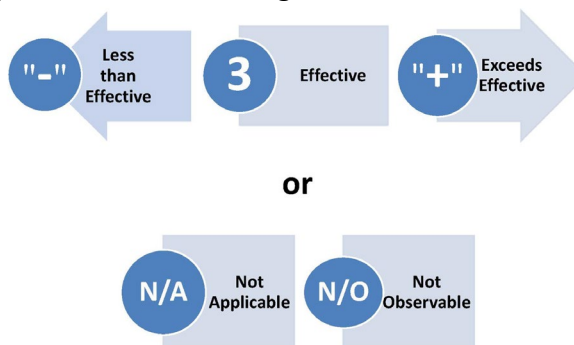 "-"
Less
than
Effective
3
Effective
"+"
Exceeds
Effective
or
N/A
Not
Applicable
N/O
Not
Observable